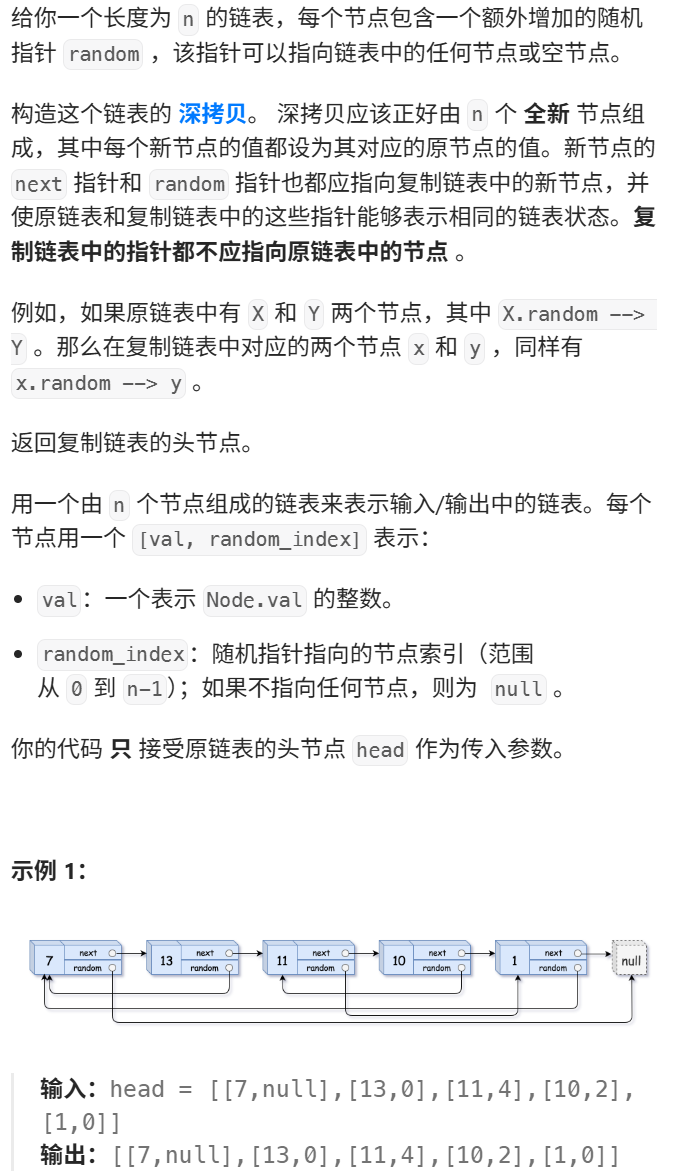 给你一个长度为 n 的链表，每个节点包含一个额外增加的随机
指针 random ，该指针可以指向链表中的任何节点或空节点。
构造这个链表的 深拷贝。 深拷贝应该正好由 n 个 全新 节点组
成，其中每个新节点的值都设为其对应的原节点的值。新节点的
next 指针和 random 指针也都应指向复制链表中的新节点，并
使原链表和复制链表中的这些指针能够表示相同的链表状态。复
制链表中的指针都不应指向原链表中的节点 。
例如，如果原链表中有 X 和 Y 两个节点，其中 X.random -->
Y 。那么在复制链表中对应的两个节点 x 和 y ，同样有
x.random --> y 。
返回复制链表的头节点。
用一个由 n 个节点组成的链表来表示输入/输出中的链表。每个
节点用一个 [val, random_index] 表示：
• val：一个表示 Node.val 的整数。
• random_index：随机指针指向的节点索引（范围
从 0 到 n-1）；如果不指向任何节点，则为 null 。
你的代码 只 接受原链表的头节点 head 作为传入参数。
示例 1：
7 next random 13 next random 11 next random 10 next random 1 next random null
输入：head = [[7,null],[13,0],[11,4],[10,2],
[1,0]]
输出：[[7,null],[13,0],[11,4],[10,2],[1,0]]